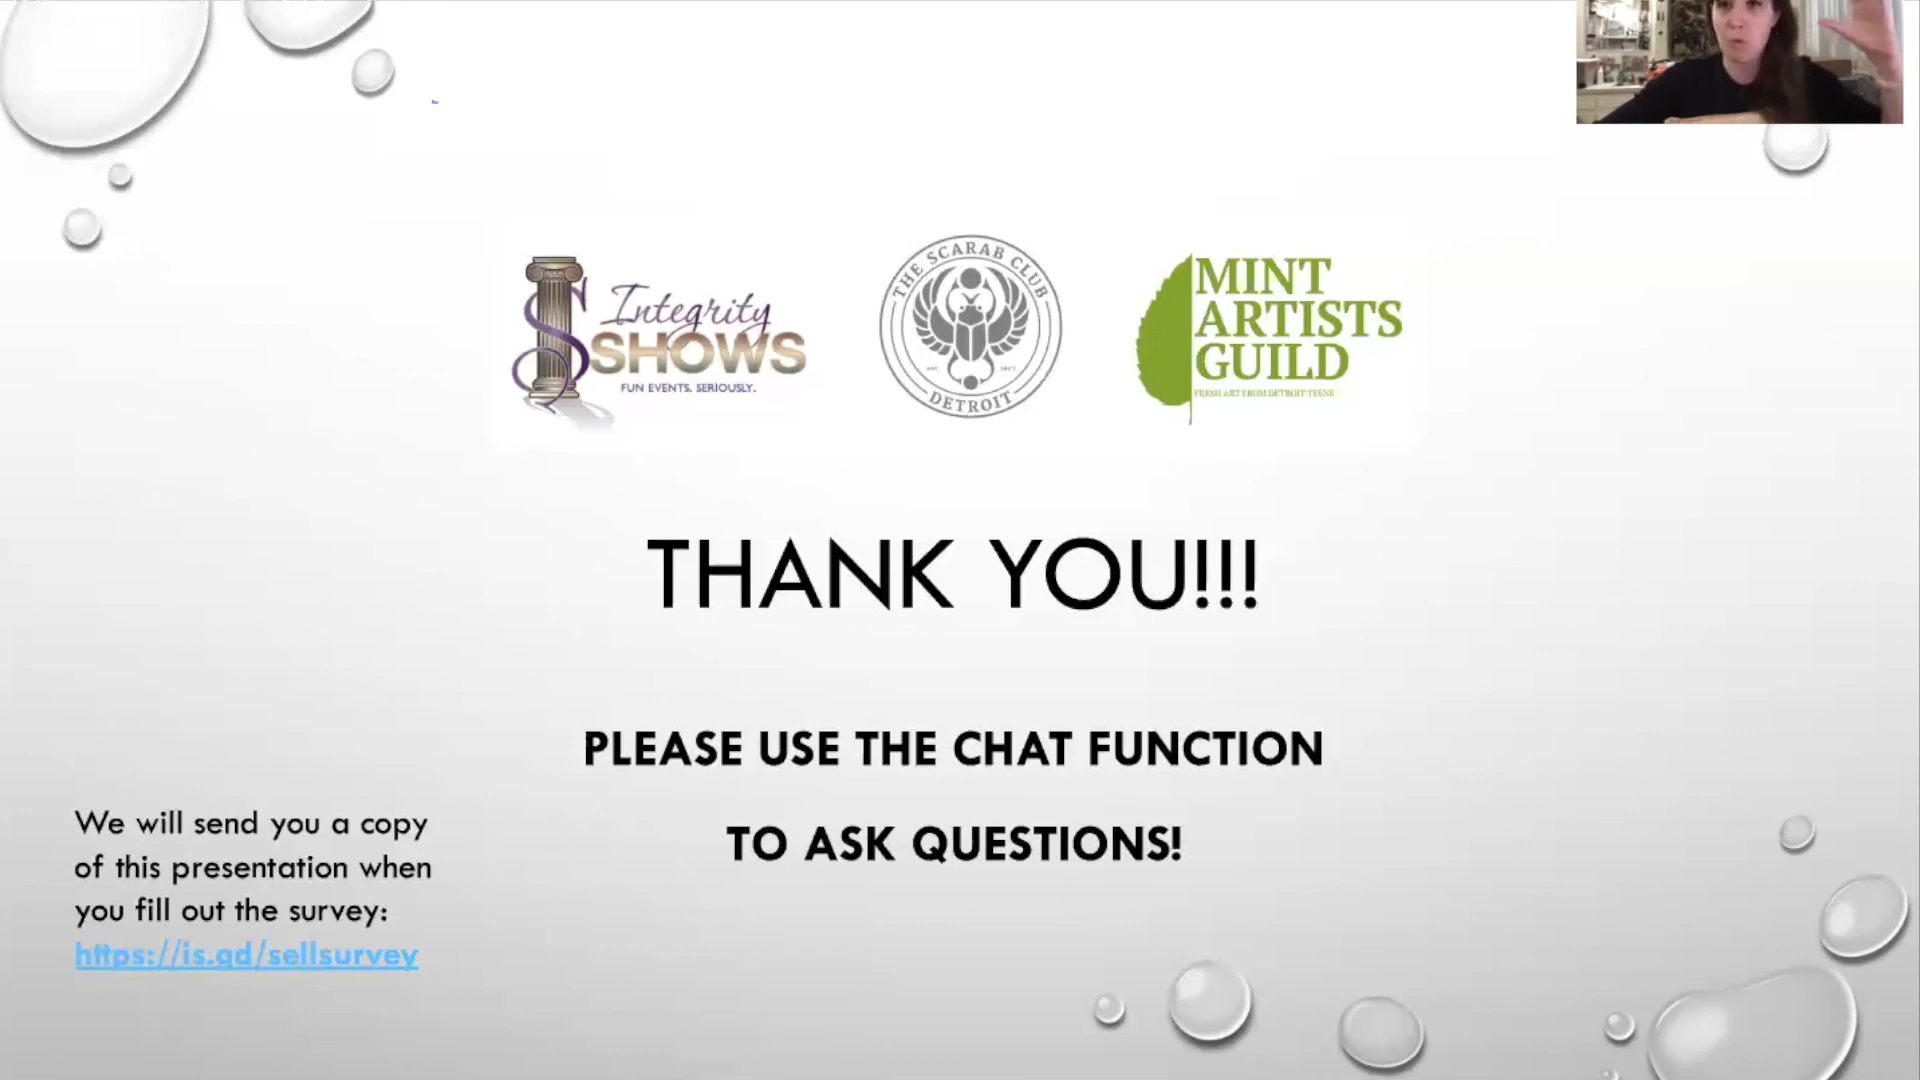 Integrity
SHOWS
FUN EVENTS. SERIOUSLY.
THE SCARAB CLUB
DETROIT
MINT
ARTISTS
GUILD
FRESH ART FROM DETROIT TEENS
THANK YOU!!!
PLEASE USE THE CHAT FUNCTION
TO ASK QUESTIONS!
We will send you a copy
of this presentation when
you fill out the survey:
https://is.gd/sellsurvey